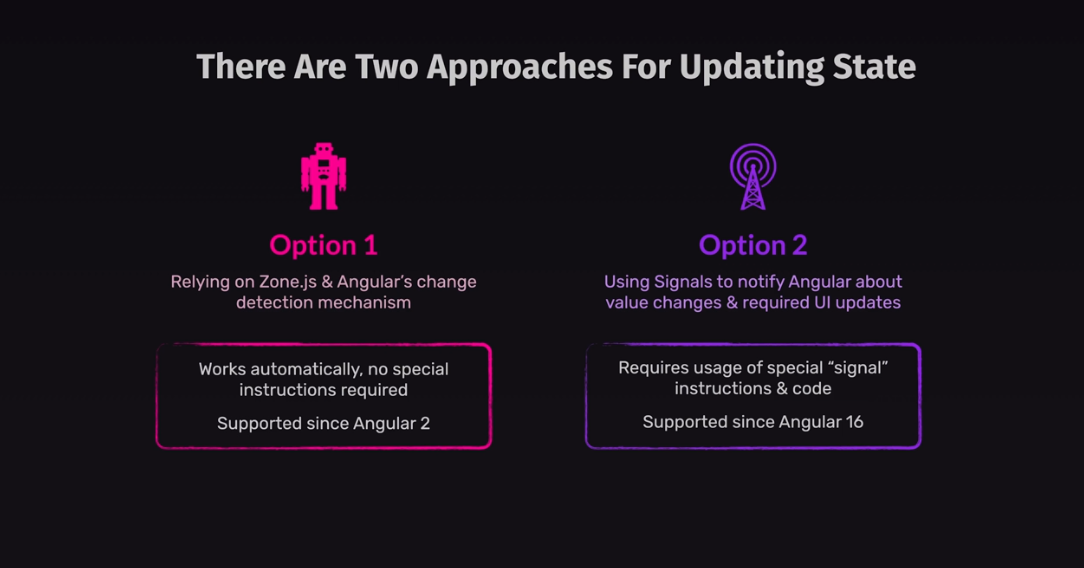 There Are Two Approaches For Updating State
Option 1
Relying on Zone.js & Angular’s change
detection mechanism
Works automatically, no special
instructions required
Supported since Angular 2
Option 2
Using Signals to notify Angular about
value changes & required UI updates
Requires usage of special “signal”
instructions & code
Supported since Angular 16